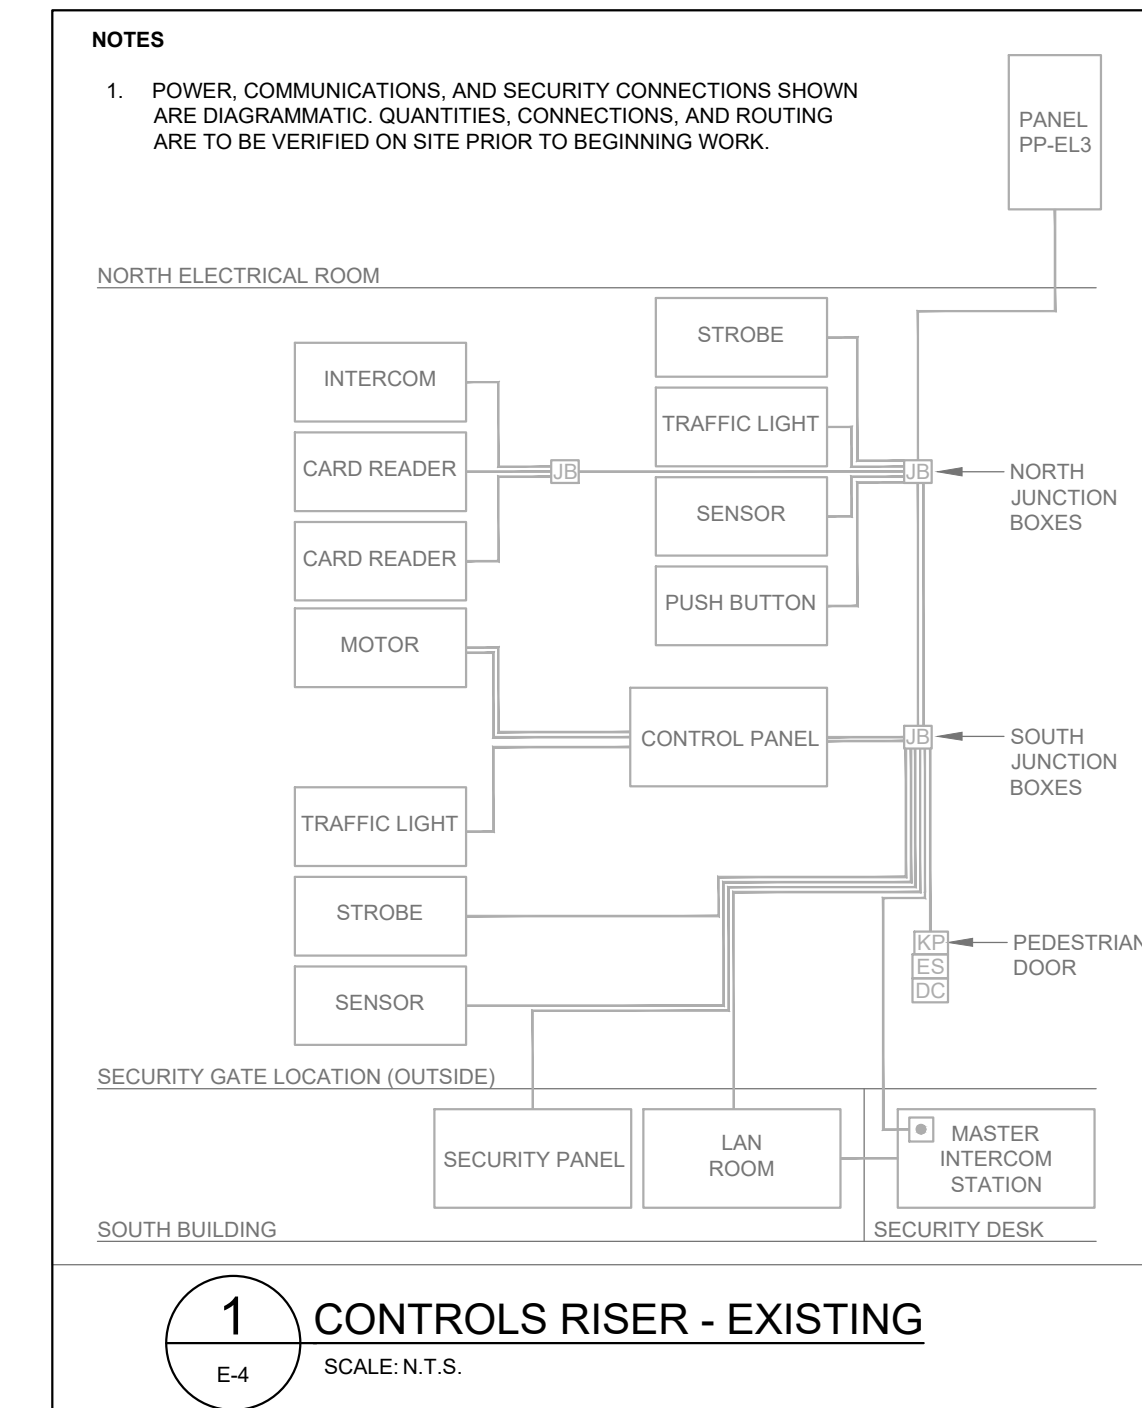 NOTES
1. POWER, COMMUNICATIONS, AND SECURITY CONNECTIONS SHOWN
ARE DIAGRAMMATIC. QUANTITIES, CONNECTIONS, AND ROUTING
ARE TO BE VERIFIED ON SITE PRIOR TO BEGINNING WORK.
PANEL
PP-EL3
NORTH ELECTRICAL ROOM
STROBE
INTERCOM
TRAFFIC LIGHT
CARD READER
JB
JB
NORTH
JUNCTION
BOXES
SENSOR
CARD READER
PUSH BUTTON
MOTOR
CONTROL PANEL
JB
SOUTH
JUNCTION
BOXES
TRAFFIC LIGHT
STROBE
KP
ES
DC
PEDESTRIAN
DOOR
SENSOR
SECURITY GATE LOCATION (OUTSIDE)
SECURITY PANEL
LAN
ROOM
MASTER
INTERCOM
STATION
SOUTH BUILDING
SECURITY DESK
1
E-4
CONTROLS RISER - EXISTING
SCALE: N.T.S.